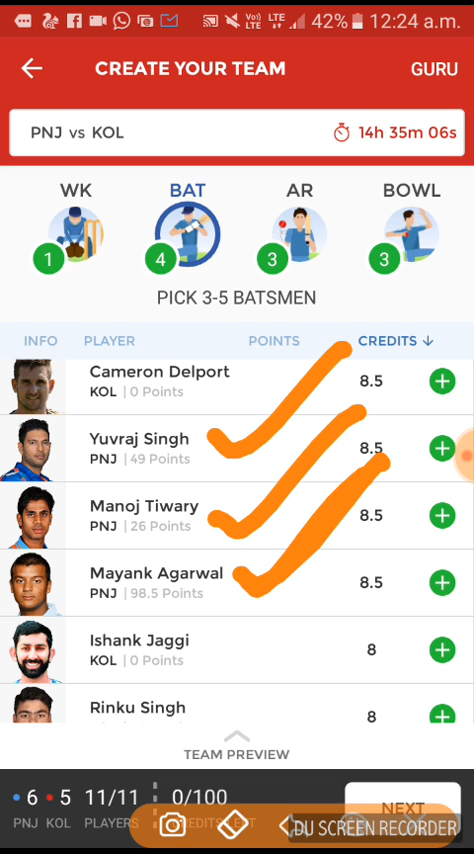 Vo))
LTE
LTE
42%
12:24 a.m.
CREATE YOUR TEAM
GURU
PNJ vs KOL
14h 35m 06s
WK
BAT
AR
BOWL
1
4
3
3
PICK 3-5 BATSMEN
INFO
PLAYER
POINTS
CREDITS ↓
Cameron Delport
KOL | 0 Points
8.5
Yuvraj Singh
PNJ | 49 Points
8.5
Manoj Tiwary
PNJ | 26 Points
8.5
Mayank Agarwal
PNJ | 98.5 Points
8.5
Ishank Jaggi
KOL | 0 Points
8
Rinku Singh
8
TEAM PREVIEW
6
5
11/11
0/100
NEXT
PNJ
KOL
PLAYERS
DU SCREEN RECORDER